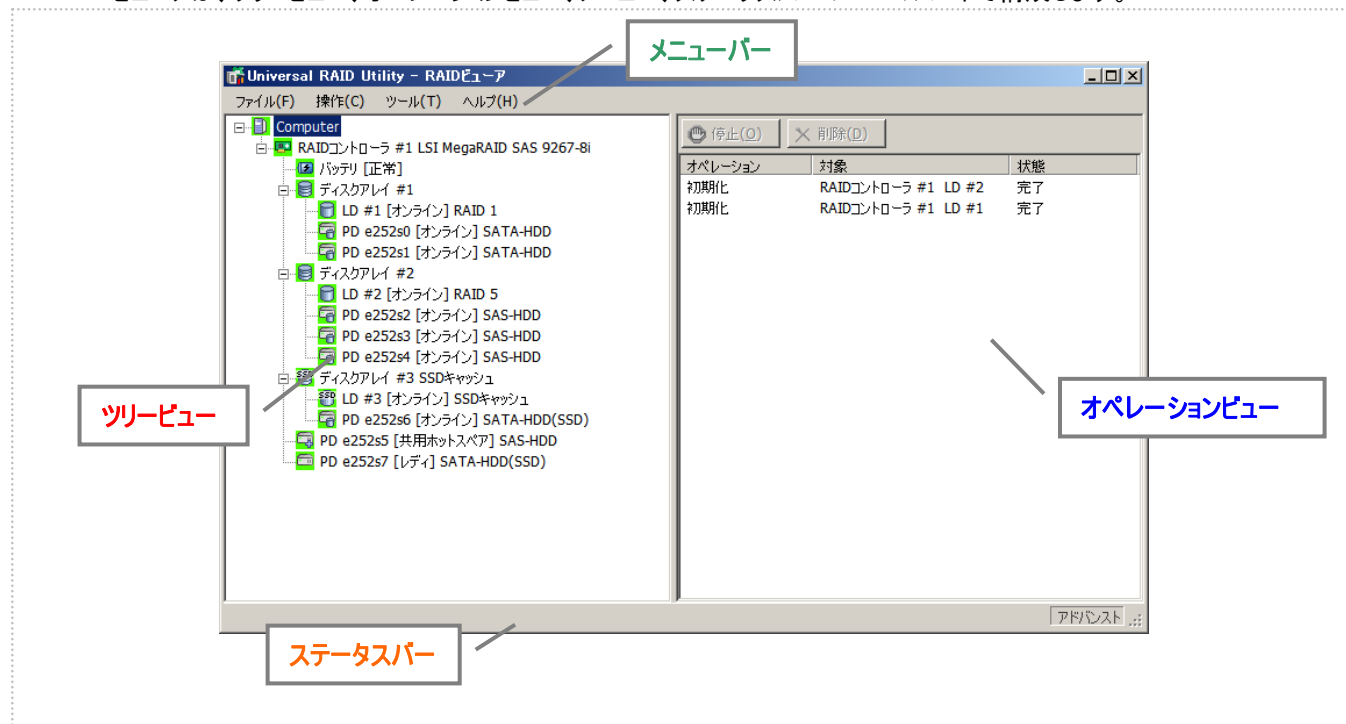 メニューバー
Universal RAID Utility - RAIDビューア
ファイル(F) 操作(C) ツール(T) ヘルプ(H)
Computer
RAIDコントローラ #1 LSI MegaRAID SAS 9267-8i
バッテリ [正常]
ディスクアレイ #1
LD #1 [オンライン] RAID 1
PD e252s0 [オンライン] SATA-HDD
PD e252s1 [オンライン] SATA-HDD
ディスクアレイ #2
LD #2 [オンライン] RAID 5
PD e252s2 [オンライン] SAS-HDD
PD e252s3 [オンライン] SAS-HDD
PD e252s4 [オンライン] SAS-HDD
ディスクアレイ #3 SSDキャッシュ
LD #3 [オンライン] SSDキャッシュ
PD e252s6 [オンライン] SATA-HDD(SSD)
PD e252s5 [共用ホットスペア] SAS-HDD
PD e252s7 [レディ] SATA-HDD(SSD)
停止(O) 削除(D)
オペレーション 対象 状態
初期化 RAIDコントローラ #1 LD #2 完了
初期化 RAIDコントローラ #1 LD #1 完了
ツリービュー
オペレーションビュー
アドバンスト
ステータスバー